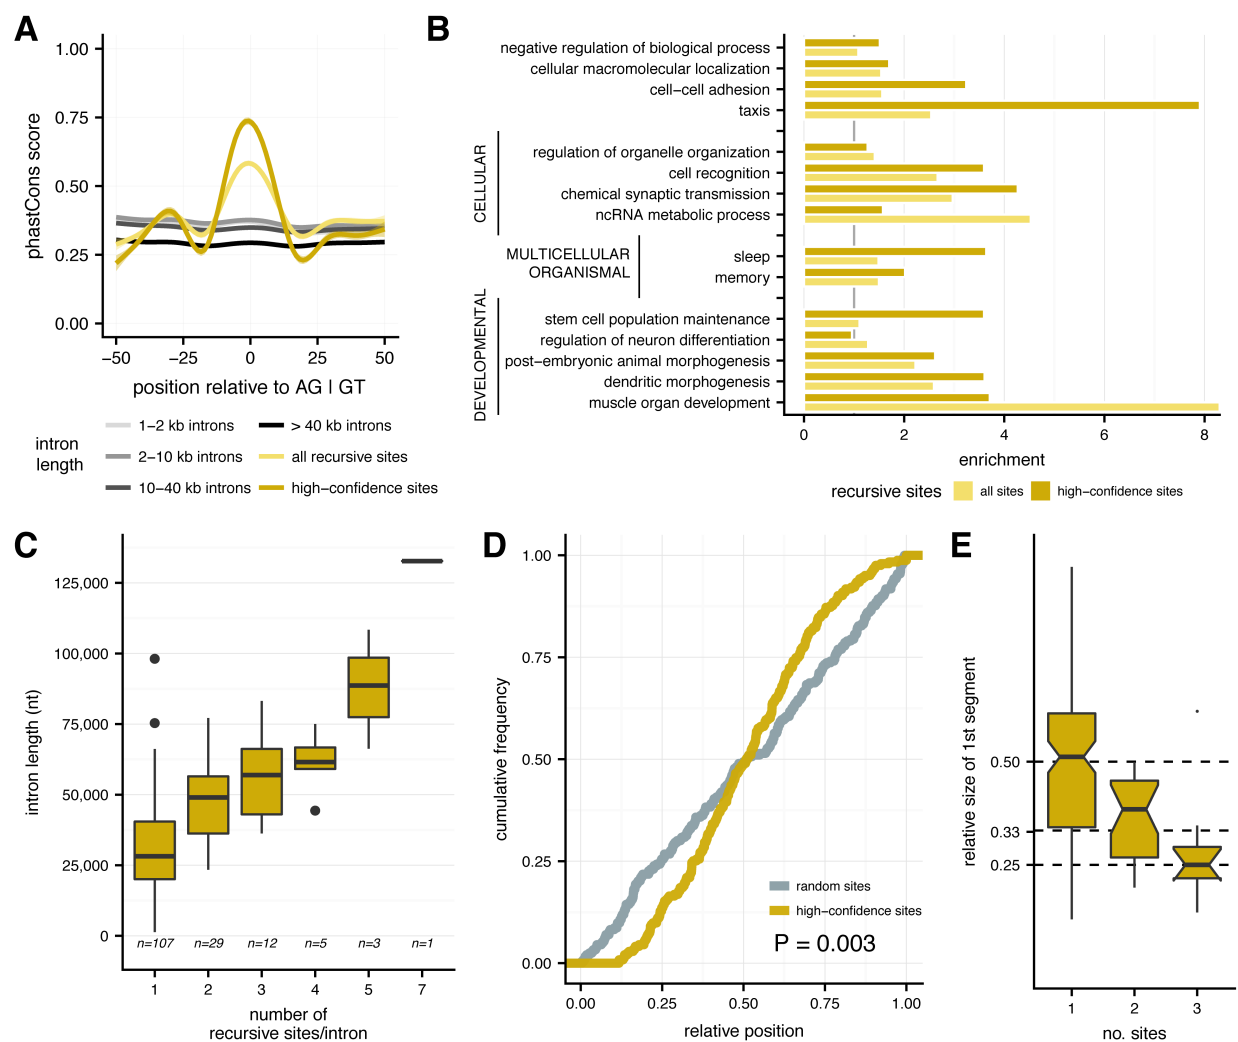 A
1.00
0.75
0.50
0.25
0.00
phastCons score
−50
−25
0
25
50
position relative to AG | GT
intron
length
1−2 kb introns
2−10 kb introns
10−40 kb introns
> 40 kb introns
all recursive sites
high−confidence sites
B
negative regulation of biological process
cellular macromolecular localization
cell−cell adhesion
taxis
CELLULAR
regulation of organelle organization
cell recognition
chemical synaptic transmission
ncRNA metabolic process
MULTICELLULAR
ORGANISMAL
sleep
memory
DEVELOPMENTAL
stem cell population maintenance
regulation of neuron differentiation
post−embryonic animal morphogenesis
dendritic morphogenesis
muscle organ development
0
2
4
6
8
enrichment
recursive sites
all sites
high−confidence sites
C
125,000
100,000
75,000
50,000
25,000
0
intron length (nt)
n=107
n=29
n=12
n=5
n=3
n=1
1
2
3
4
5
7
number of
recursive sites/intron
D
1.00
0.75
0.50
0.25
0.00
cumulative frequency
random sites
high−confidence sites
P = 0.003
0.00
0.25
0.50
0.75
1.00
relative position
E
relative size of 1st segment
0.50
0.33
0.25
1
2
3
no. sites